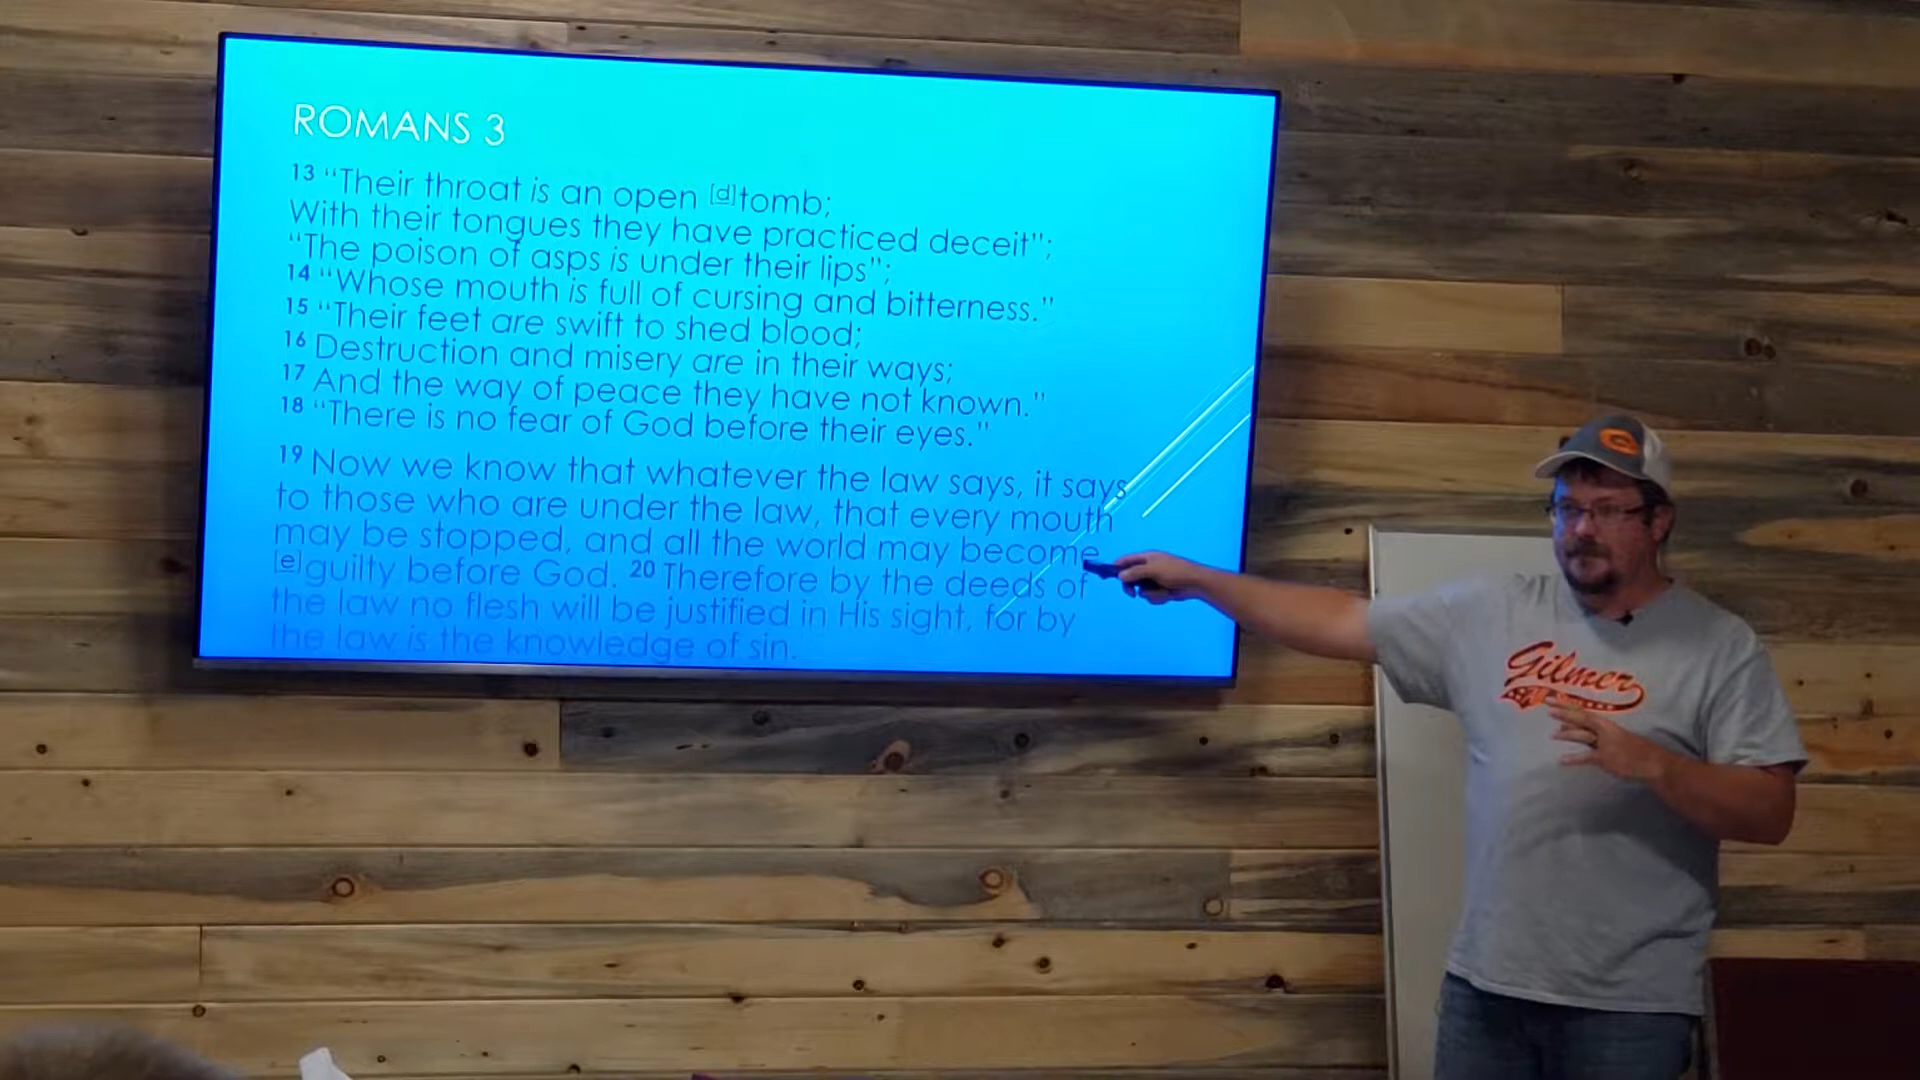 ROMANS 3
13 “Their throat is an open [d]tomb;
With their tongues they have practiced deceit”;
“The poison of asps is under their lips”;
14 “Whose mouth is full of cursing and bitterness.”
15 “Their feet are swift to shed blood;
16 Destruction and misery are in their ways;
17 And the way of peace they have not known.”
18 “There is no fear of God before their eyes.”
19 Now we know that whatever the law says, it says
to those who are under the law, that every mouth
may be stopped, and all the world may become
[e]guilty before God. 20 Therefore by the deeds of
the law no flesh will be justified in His sight, for by
the law is the knowledge of sin.
Gilmer